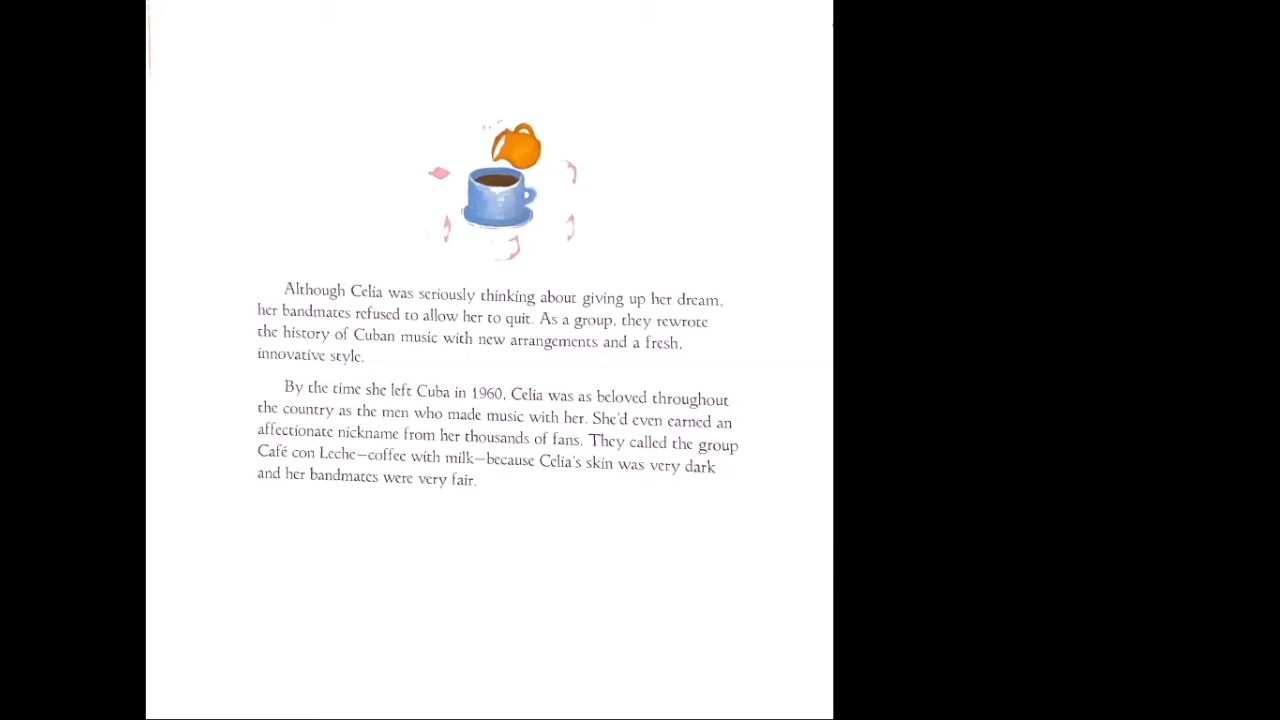 Although Celia was seriously thinking about giving up her dream,
her bandmates refused to allow her to quit. As a group, they rewrote
the history of Cuban music with new arrangements and a fresh,
innovative style.
By the time she left Cuba in 1960, Celia was as beloved throughout
the country as the men who made music with her. She'd even earned an
affectionate nickname from her thousands of fans. They called the group
Café con Leche—coffee with milk—because Celia's skin was very dark
and her bandmates were very fair.